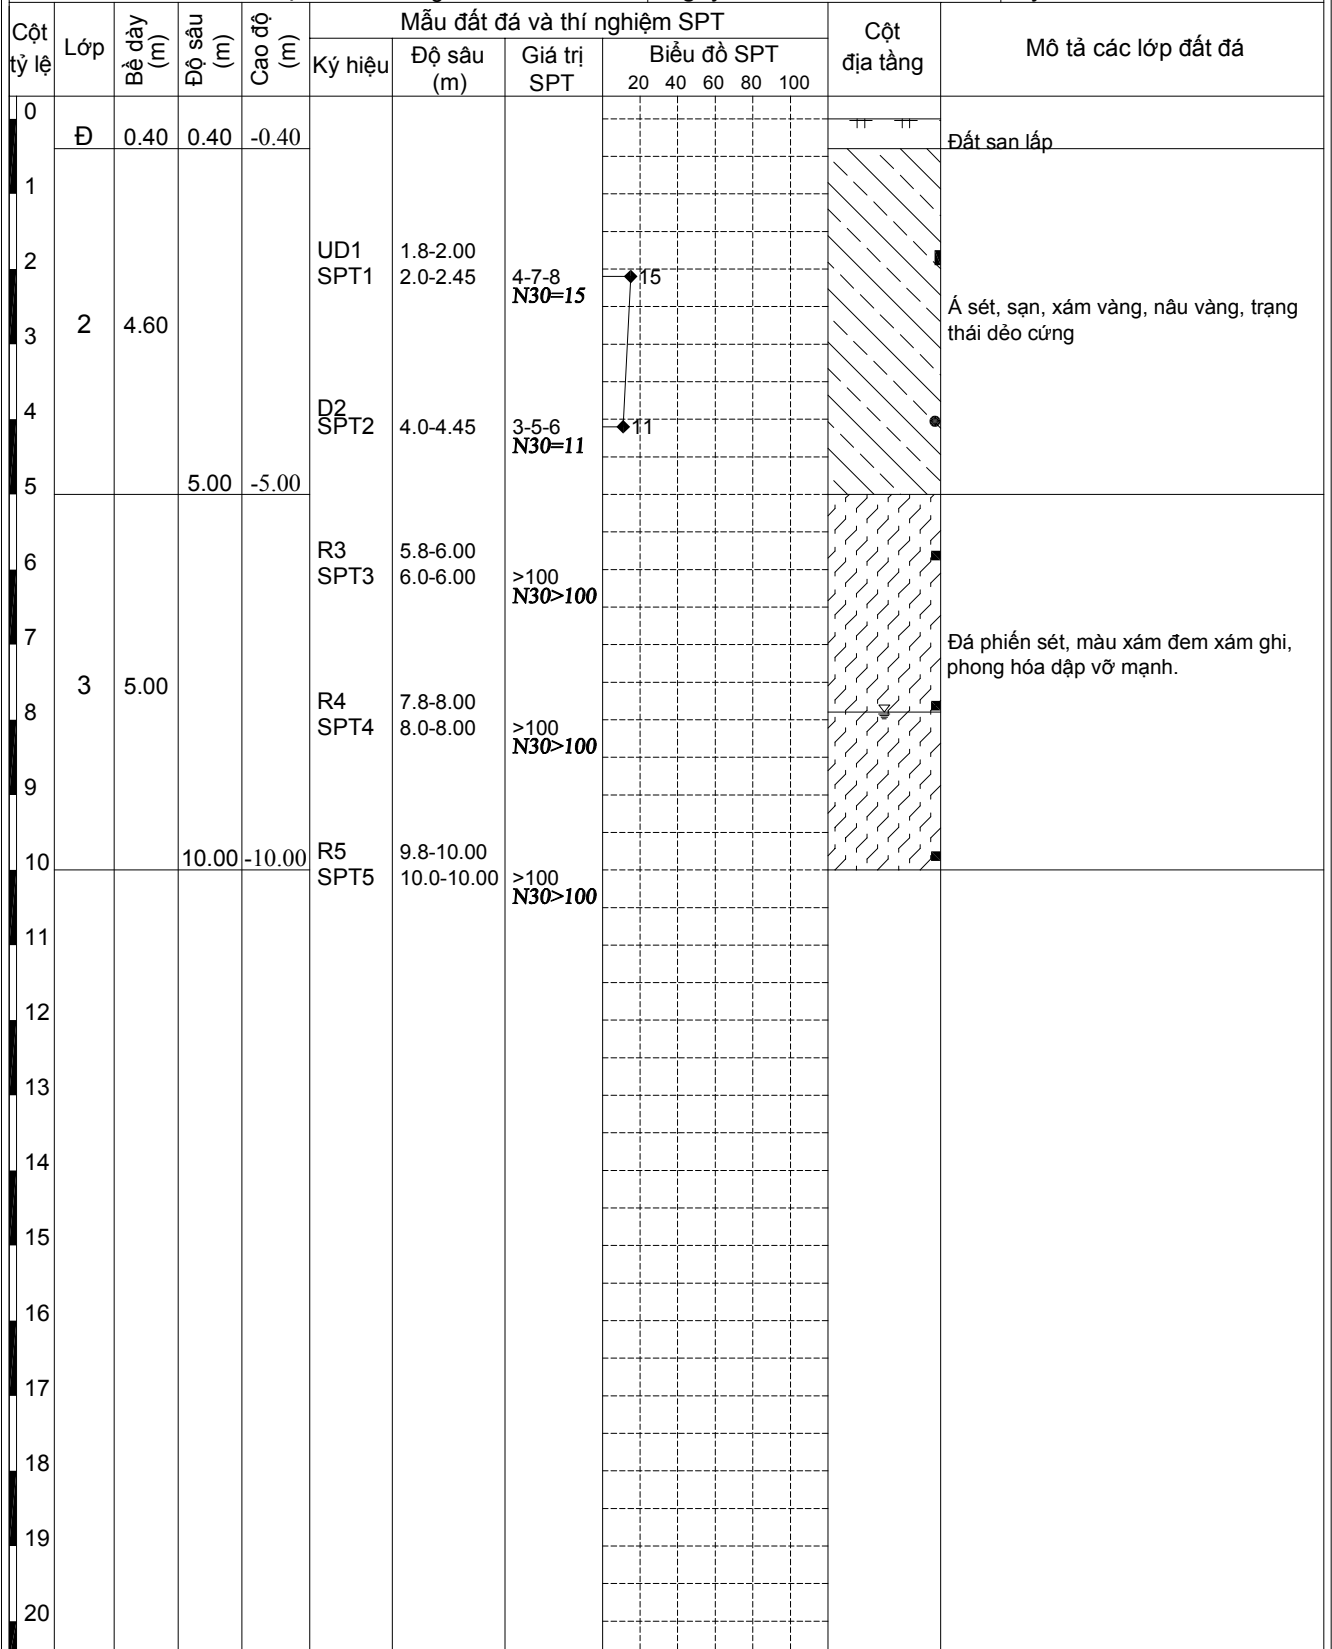 Cột tỷ lệ
Lớp
Bề dày (m)
Độ sâu (m)
Cao độ (m)
Mẫu đất đá và thí nghiệm SPT
Ký hiệu
Độ sâu (m)
Giá trị SPT
Biểu đồ SPT
20 40 60 80 100
Cột địa tầng
Mô tả các lớp đất đá
0
Đ 0.40 0.40 -0.40
Đất san lấp
1
UD1 1.8-2.00
2
SPT1 2.0-2.45 4-7-8 15
N30=15
2 4.60
Á sét, sạn, xám vàng, nâu vàng, trạng
thái dẻo cứng
3
4
D2
SPT2 4.0-4.45 3-5-6 11
N30=11
5.00 -5.00
5
R3 5.8-6.00
6
SPT3 6.0-6.00 >100
N30>100
7
Đá phiến sét, màu xám đem xám ghi,
phong hóa dập vỡ mạnh.
3 5.00
R4 7.8-8.00
8
SPT4 8.0-8.00 >100
N30>100
9
R5 9.8-10.00
10.00 -10.00
10
SPT5 10.0-10.00 >100
N30>100
11
12
13
14
15
16
17
18
19
20